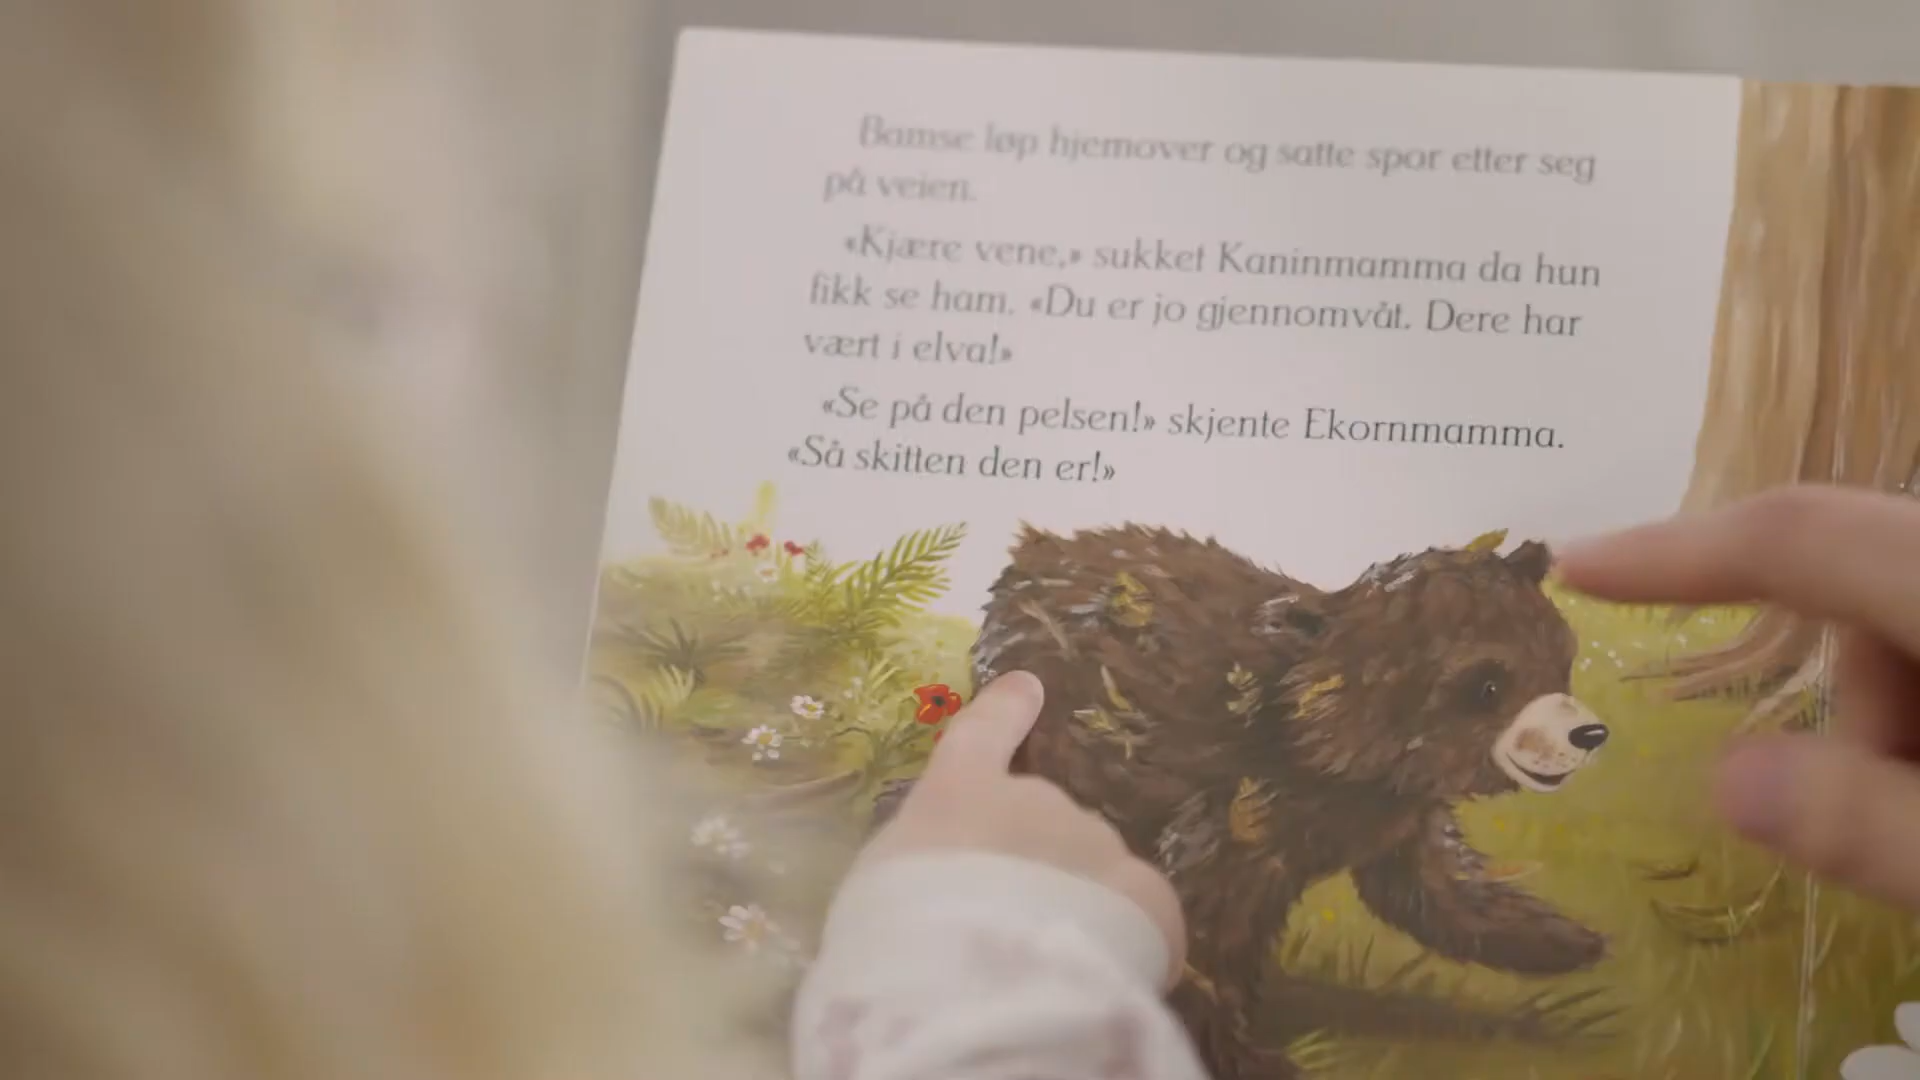 Bamse løp hjemover og satte spor etter seg
på veien.
«Kjære vene,» sukket Kaninmamma da hun
fikk se ham. «Du er jo gjennomvåt. Dere har
vært i elva!»
«Se på den pelsen!» skjente Ekornmamma.
«Så skitten den er!»